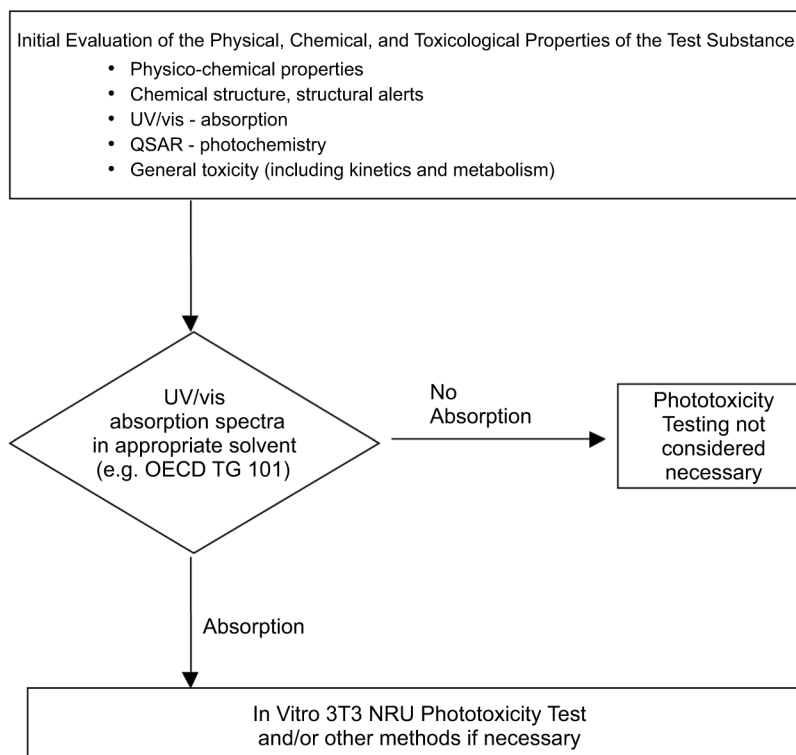 Initial Evaluation of the Physical, Chemical, and Toxicological Properties of the Test Substance
• Physico-chemical properties
• Chemical structure, structural alerts
• UV/vis - absorption
• QSAR - photochemistry
• General toxicity (including kinetics and metabolism)
UV/vis
absorption spectra
in appropriate solvent
(e.g. OECD TG 101)
No
Absorption
Phototoxicity
Testing not
considered
necessary
Absorption
In Vitro 3T3 NRU Phototoxicity Test
and/or other methods if necessary